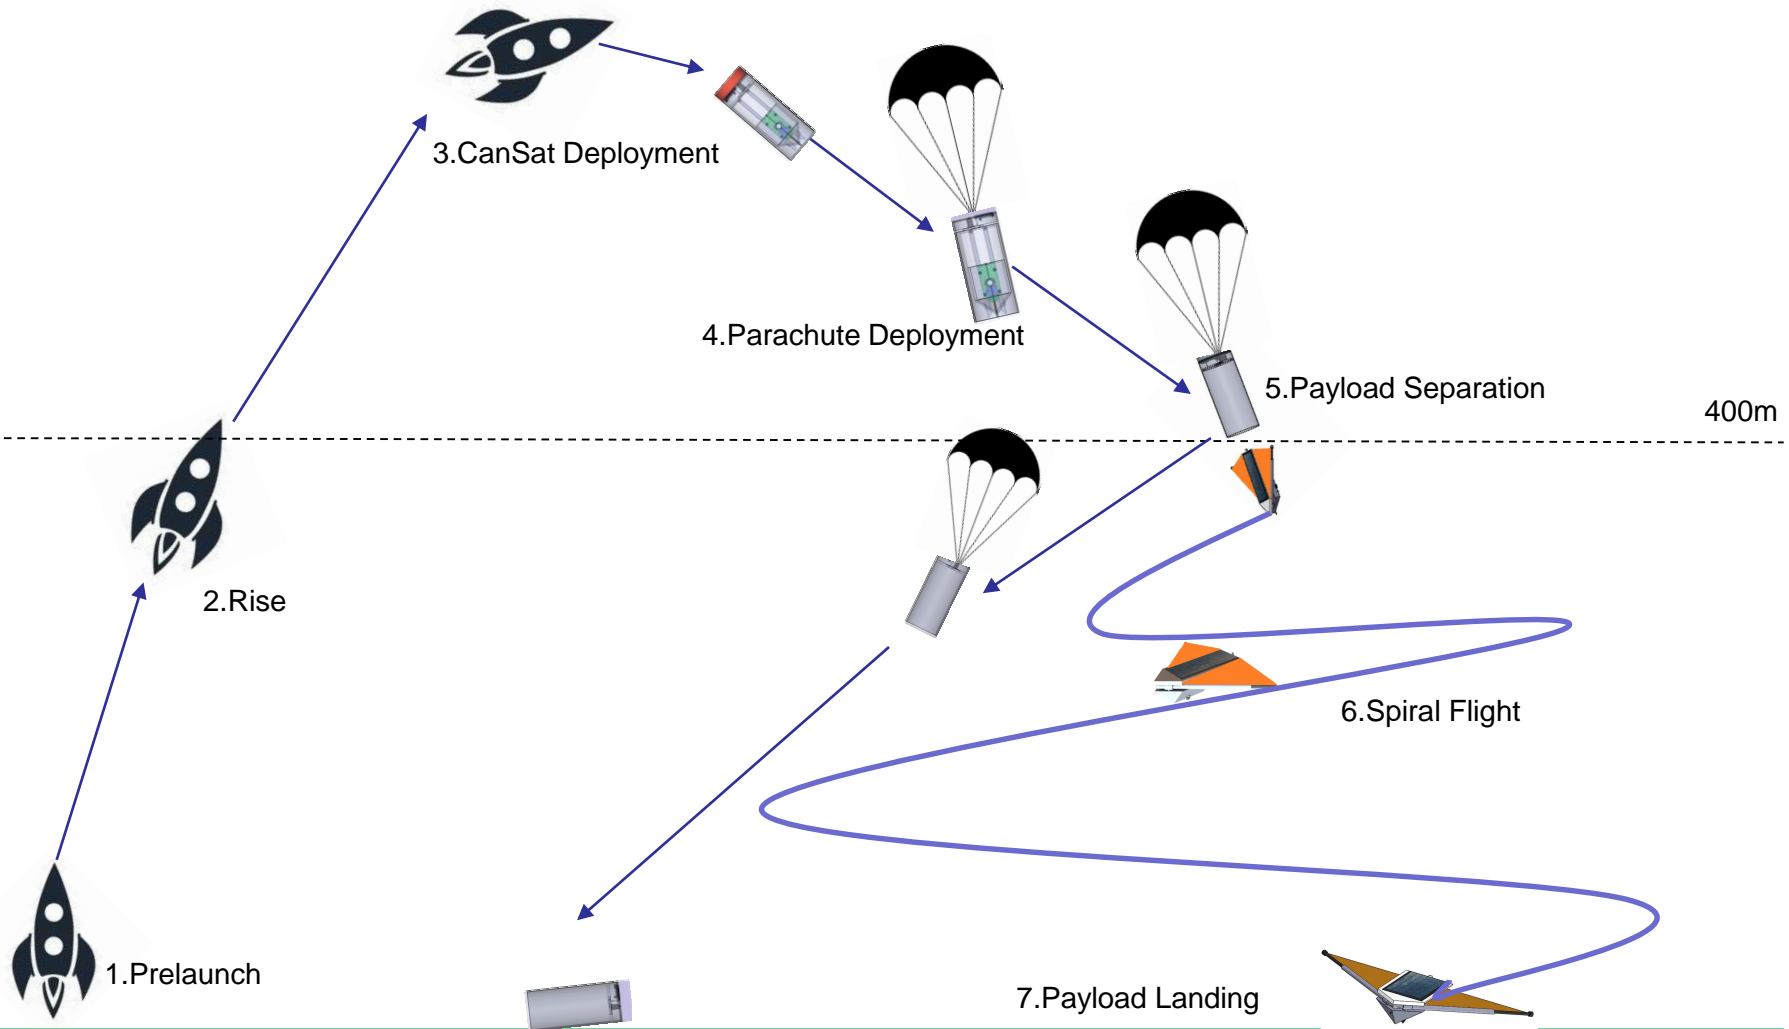 3.CanSat Deployment
4.Parachute Deployment
5.Payload Separation
400m
2.Rise
6.Spiral Flight
1.Prelaunch
7.Payload Landing